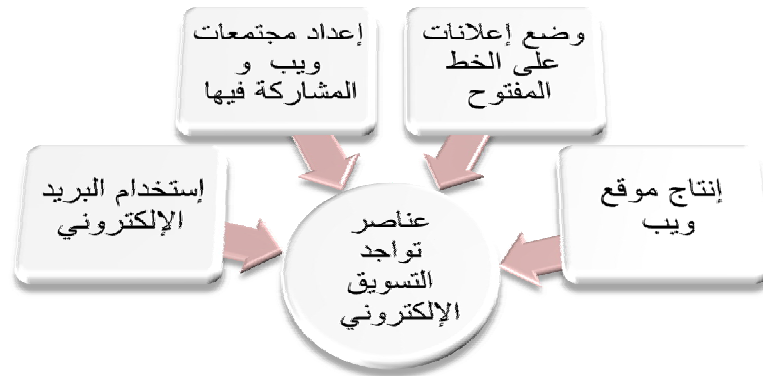 وضع إعلانات
على الخط
المفتوح
إعداد مجتمعات
ويب و
المشاركة فيها
إنتاج موقع
ويب
إستخدام البريد
الإلكتروني
عناصر
تواجد
التسويق
الإلكتروني